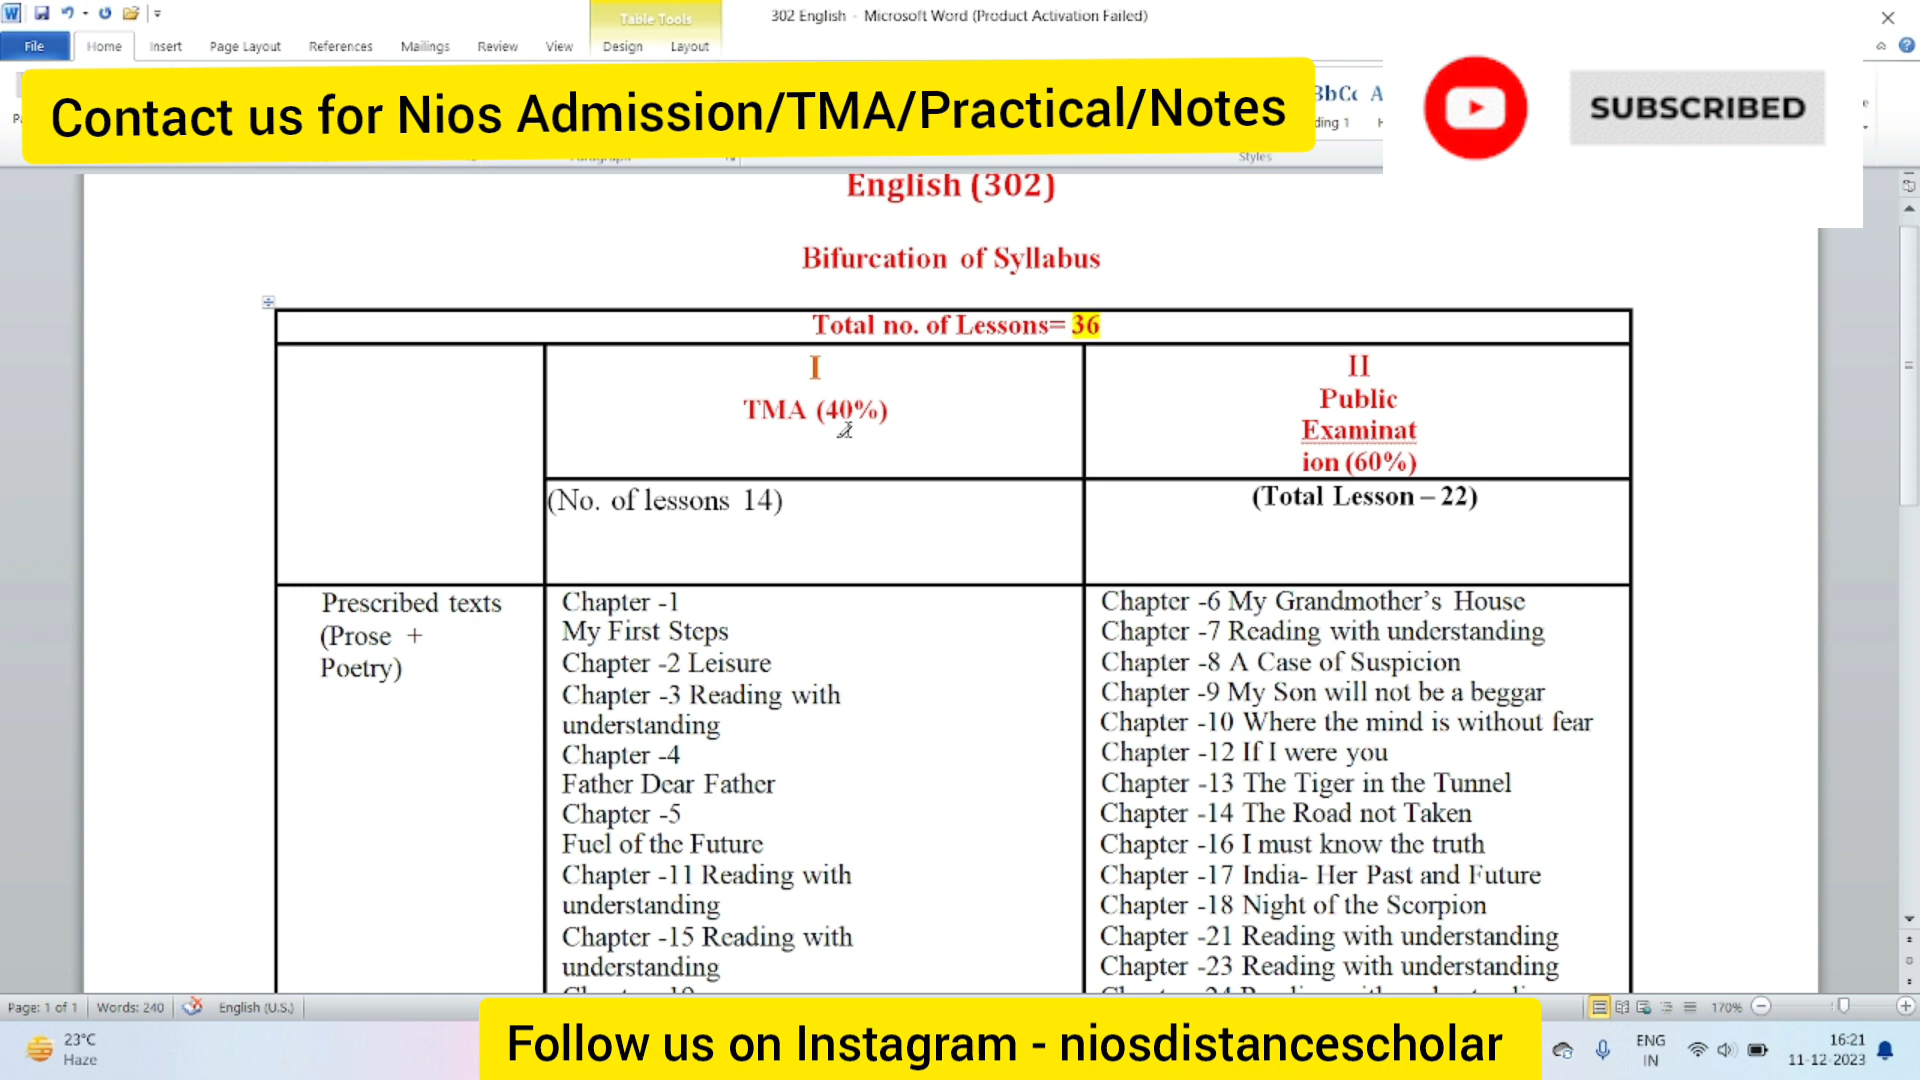 Table Tools
302 English - Microsoft Word (Product Activation Failed)
File Home Insert Page Layout References Mailings Review View Design Layout
Contact us for Nios Admission/TMA/Practical/Notes
SUBSCRIBED
Styles
English (302)
Bifurcation of Syllabus
Total no. of Lessons= 36
I
TMA (40%)
II
Public
Examinat
ion (60%)
(No. of lessons 14)
(Total Lesson – 22)
Prescribed texts
(Prose +
Poetry)
Chapter -1
My First Steps
Chapter -2 Leisure
Chapter -3 Reading with
understanding
Chapter -4
Father Dear Father
Chapter -5
Fuel of the Future
Chapter -11 Reading with
understanding
Chapter -15 Reading with
understanding
Chapter -6 My Grandmother’s House
Chapter -7 Reading with understanding
Chapter -8 A Case of Suspicion
Chapter -9 My Son will not be a beggar
Chapter -10 Where the mind is without fear
Chapter -12 If I were you
Chapter -13 The Tiger in the Tunnel
Chapter -14 The Road not Taken
Chapter -16 I must know the truth
Chapter -17 India- Her Past and Future
Chapter -18 Night of the Scorpion
Chapter -21 Reading with understanding
Chapter -23 Reading with understanding
Page: 1 of 1 Words: 240 English (U.S.) 170%
Follow us on Instagram - niosdistancescholar
23°C
Haze
ENG
IN
16:21
11-12-2023